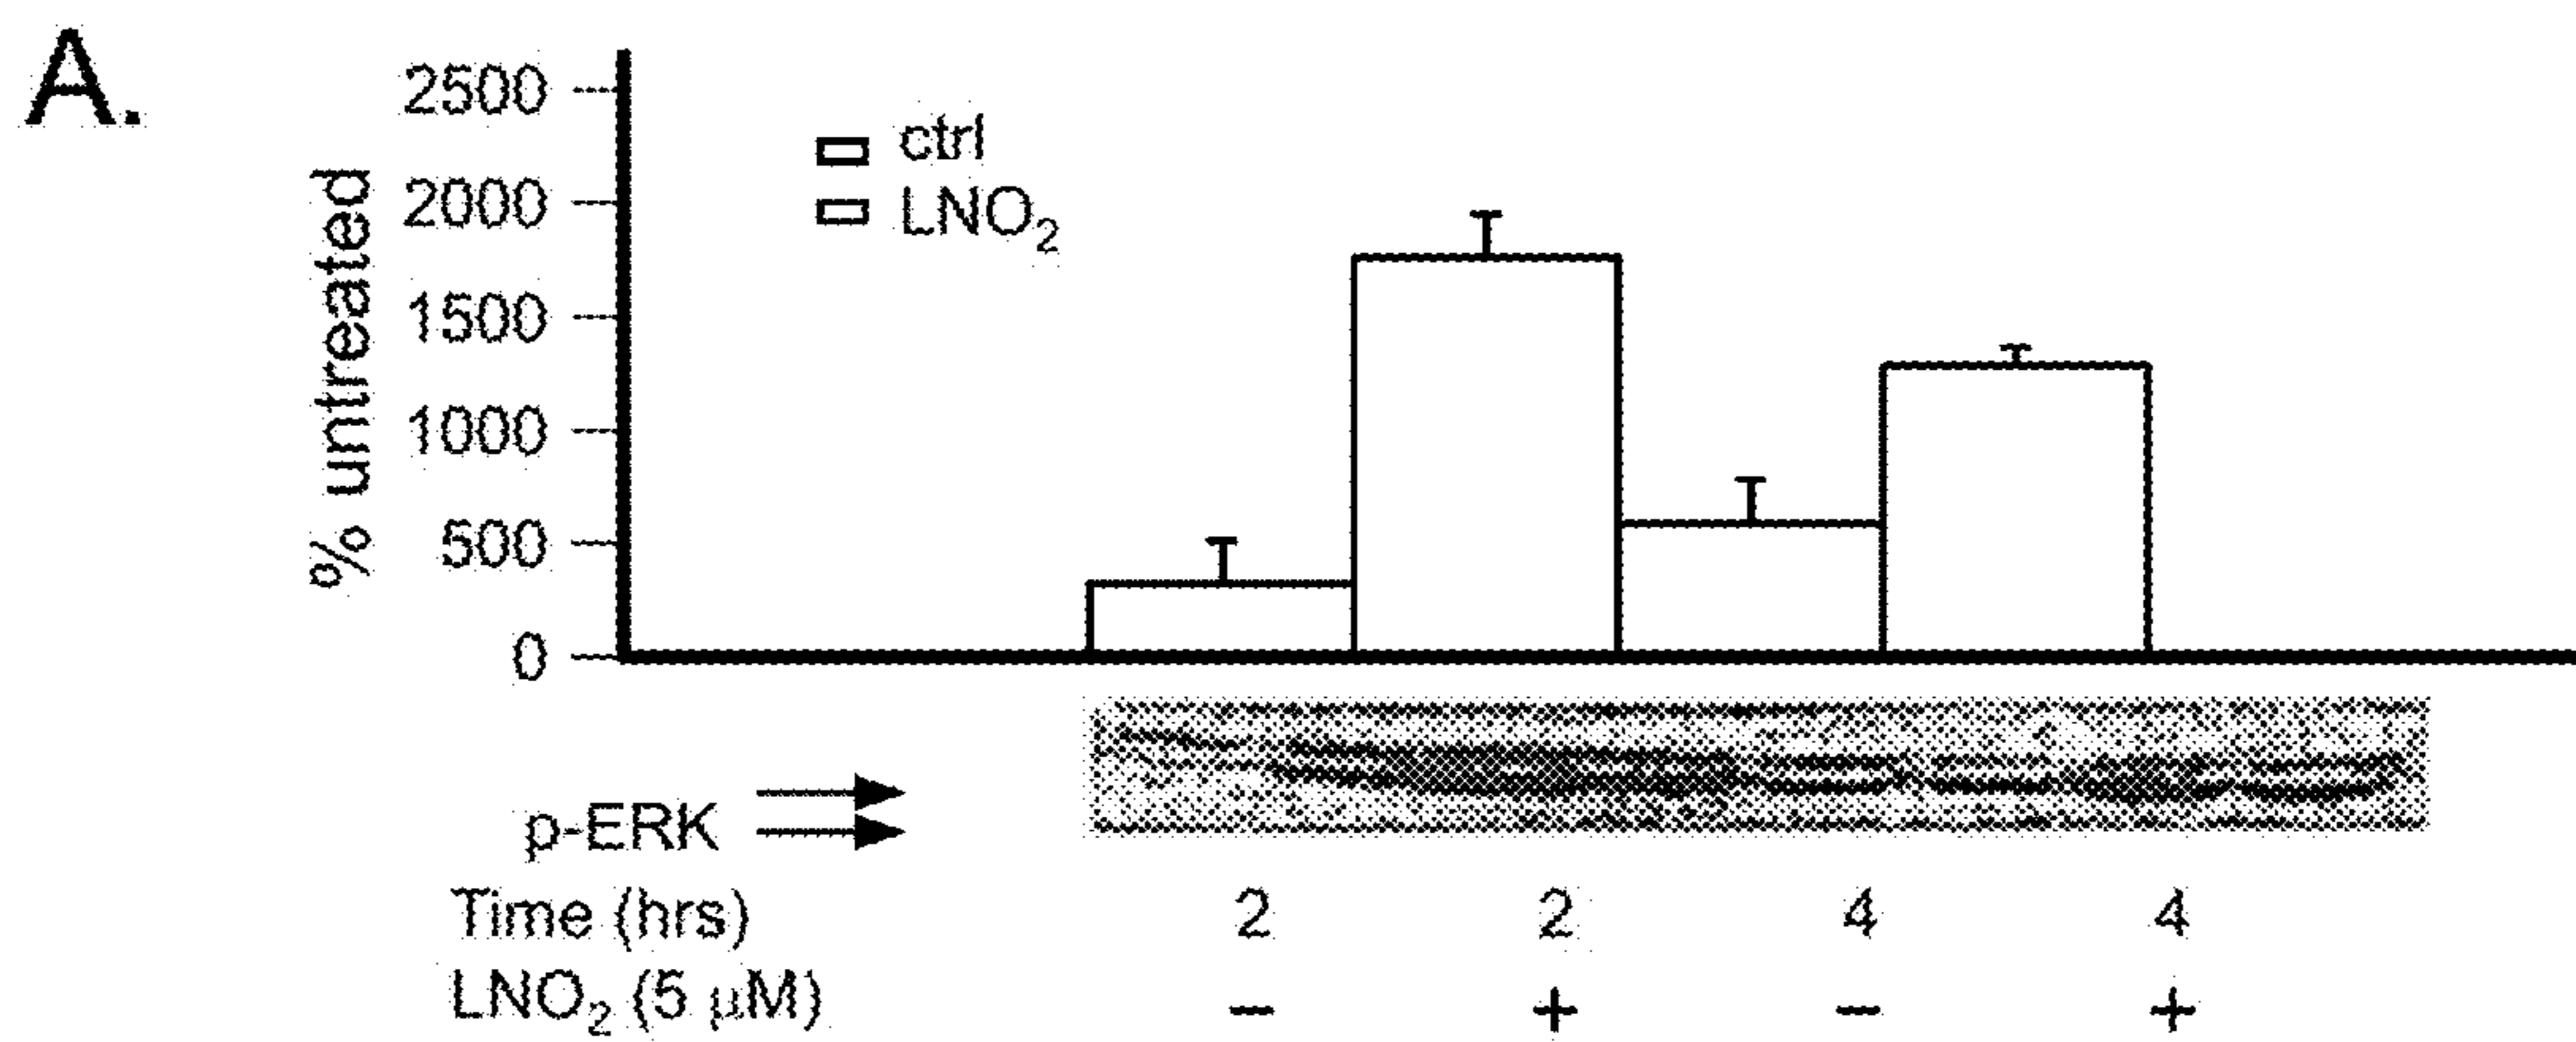 A.
% untreated
2500
2000
1500
1000
500
0
ctrl
LNO₂
p-ERK
Time (hrs) 2 2 4 4
LNO₂ (5 μM) − + − +